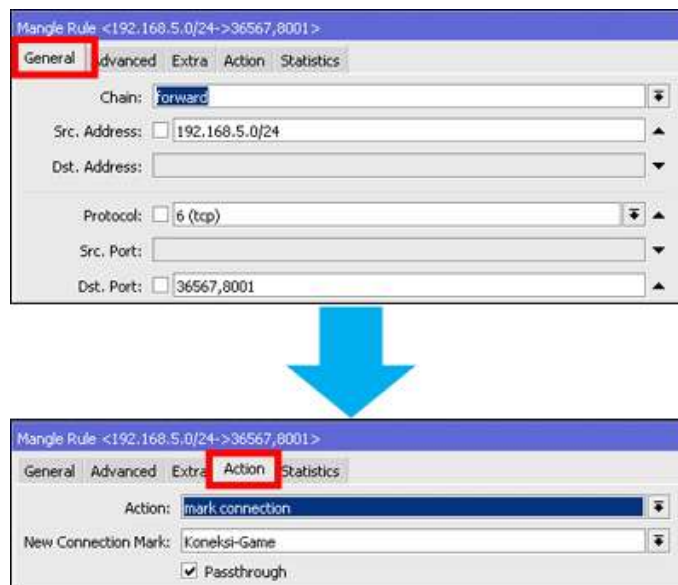 Mangle Rule <192.168.5.0/24->36567,8001>
General Advanced Extra Action Statistics
Chain: forward
Src. Address: 192.168.5.0/24
Dst. Address:
Protocol: 6 (tcp)
Src. Port:
Dst. Port: 36567,8001
Mangle Rule <192.168.5.0/24->36567,8001>
General Advanced Extra Action Statistics
Action: mark connection
New Connection Mark: Koneksi-Game
Passthrough